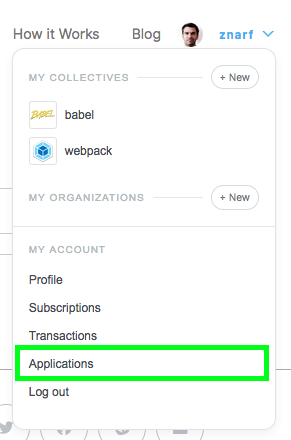 How it Works Blog znarf
MY COLLECTIVES + New
BABEL babel
webpack
MY ORGANIZATIONS + New
MY ACCOUNT
Profile
Subscriptions
Transactions
Applications
Log out